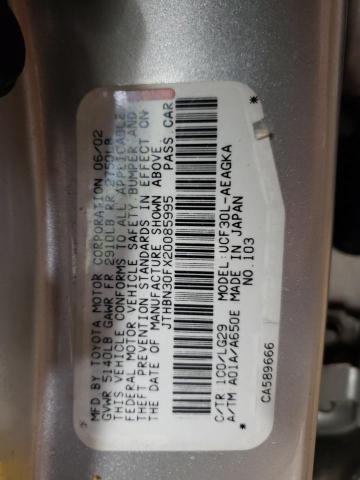 MFD BY TOYOTA MOTOR CORPORATION 06/02
GVWR 5140LB GAWR FR 2910LB RR 2750LB
THIS VEHICLE CONFORMS TO ALL APPLICABLE
FEDERAL MOTOR VEHICLE SAFETY, BUMPER, AND
THEFT PREVENTION STANDARDS IN EFFECT ON
THE DATE OF MANUFACTURE SHOWN ABOVE.
JTHBN30FX20085995 PASS.CAR
* *
C/TR 1C0/LG29 MODEL: UCF30L-AEAGKA
A/TM A01A/A650E MADE IN JAPAN
NO. 103
CA589666